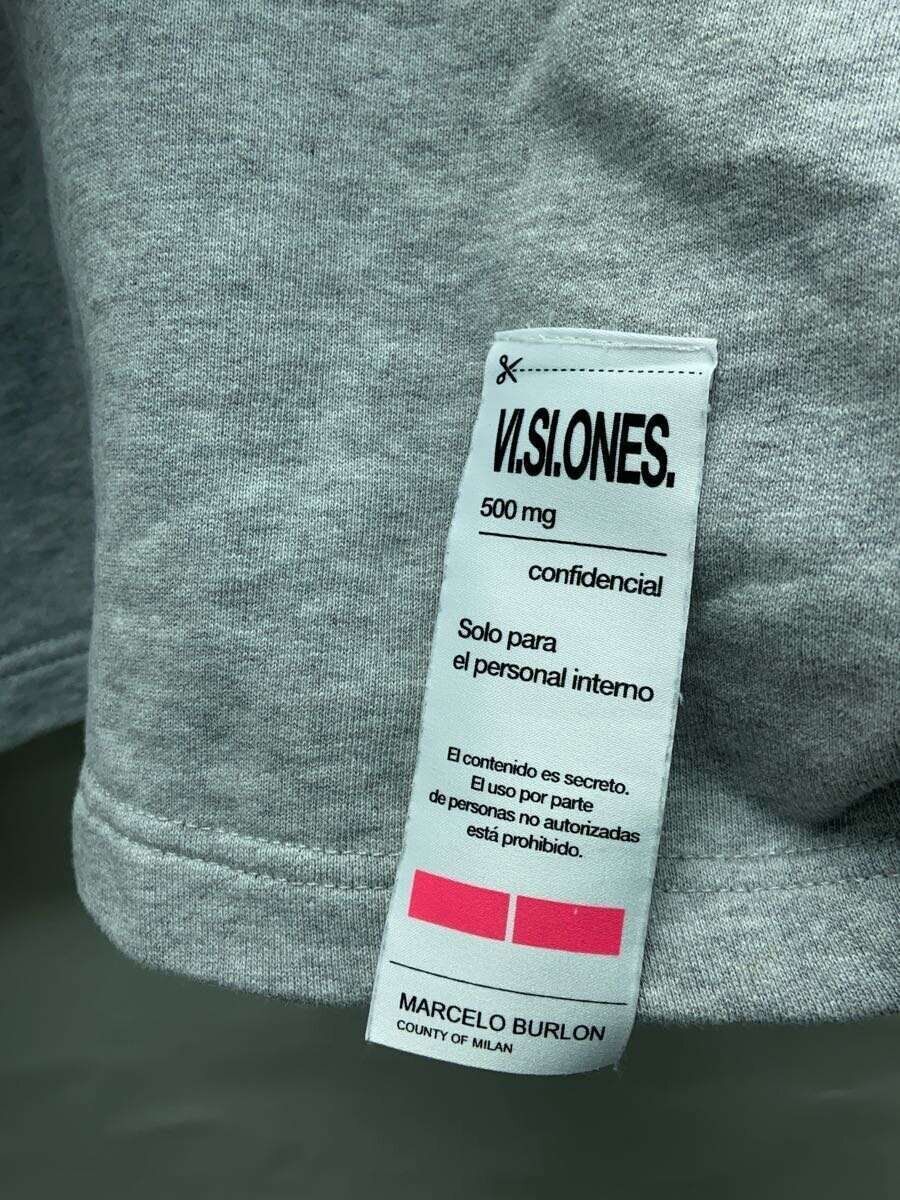 VI.SI.ONES.
500 mg
confidencial
Solo para
el personal interno
El contenido es secreto.
El uso por parte
de personas no autorizadas
está prohibido.
MARCELO BURLON
COUNTY OF MILAN